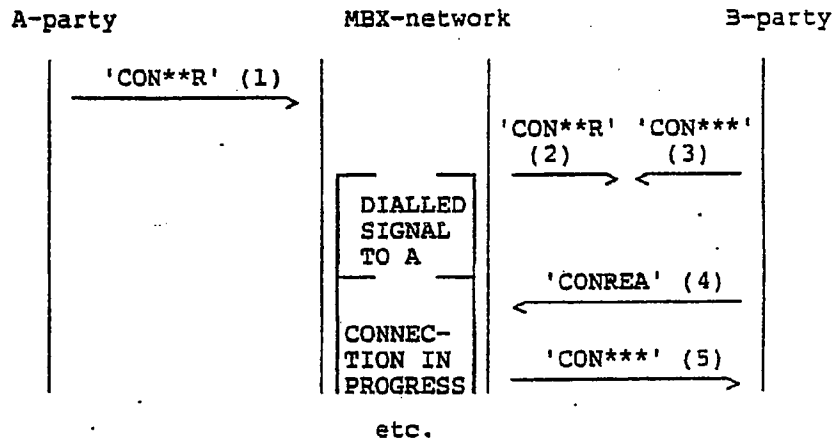 A-party MBX-network B-party
'CON**R' (1)
'CON**R' 'CON***'
(2) (3)
DIALLED
SIGNAL
TO A
'CONREA' (4)
CONNEC-
TION IN
PROGRESS
'CON***' (5)
etc.